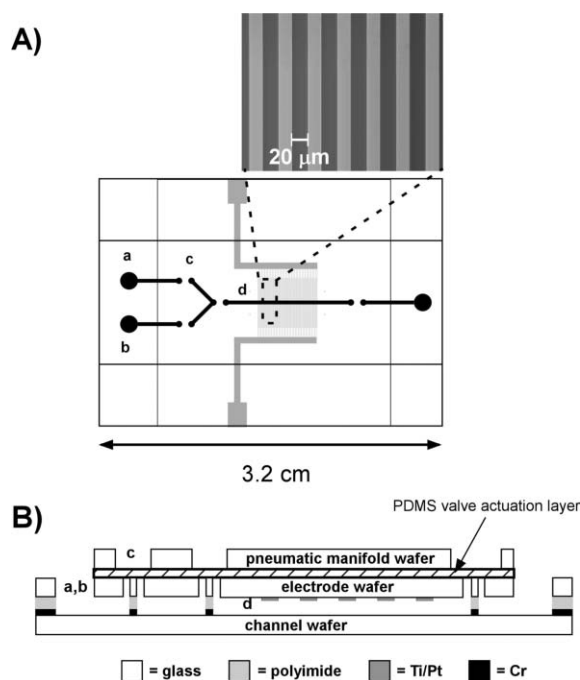 A)
20 μm
a
c
d
b
3.2 cm
B)
PDMS valve actuation layer
c
pneumatic manifold wafer
a,b
electrode wafer
d
channel wafer
= glass = polyimide = Ti/Pt = Cr